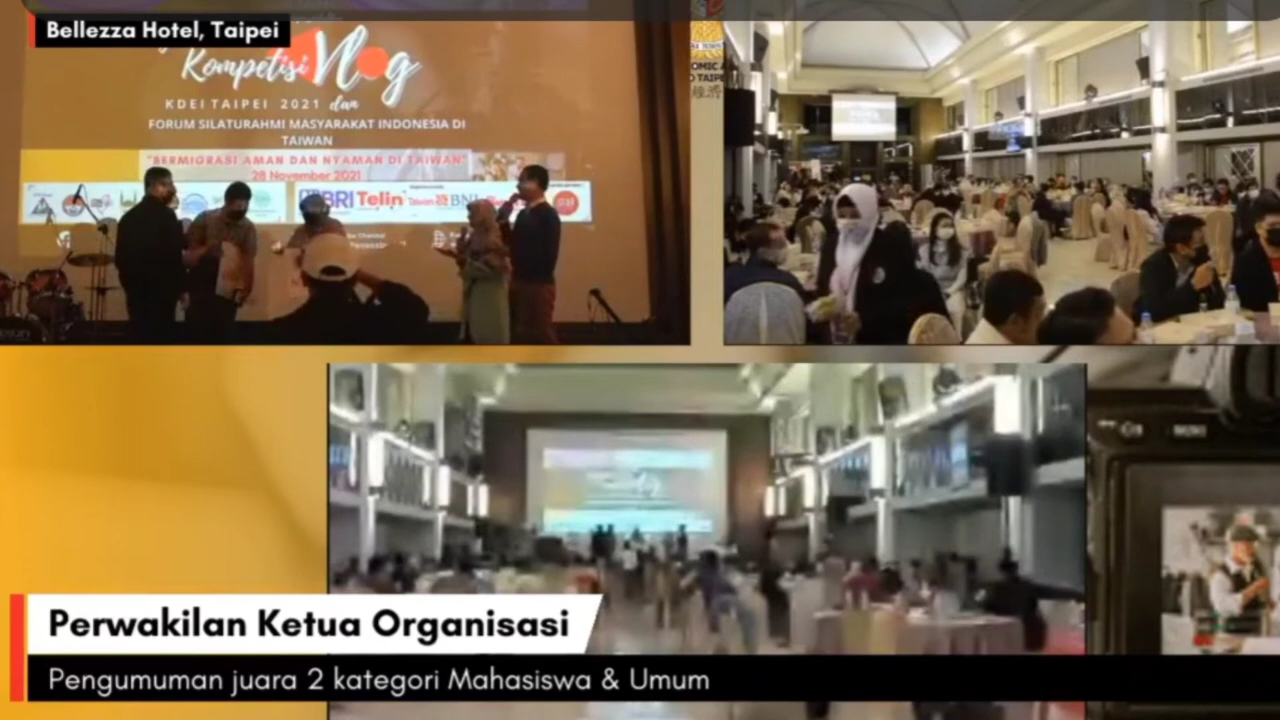 Bellezza Hotel, Taipei
Kompetisi Vlog
KDEI TAIPEI 2021 dan
FORUM SILATURAHMI MASYARAKAT INDONESIA DI
TAIWAN
"BERMIGRASI AMAN DAN NYAMAN DI TAIWAN"
28 November 2021
BRI Telin BNI
Perwakilan Ketua Organisasi
Pengumuman juara 2 kategori Mahasiswa & Umum